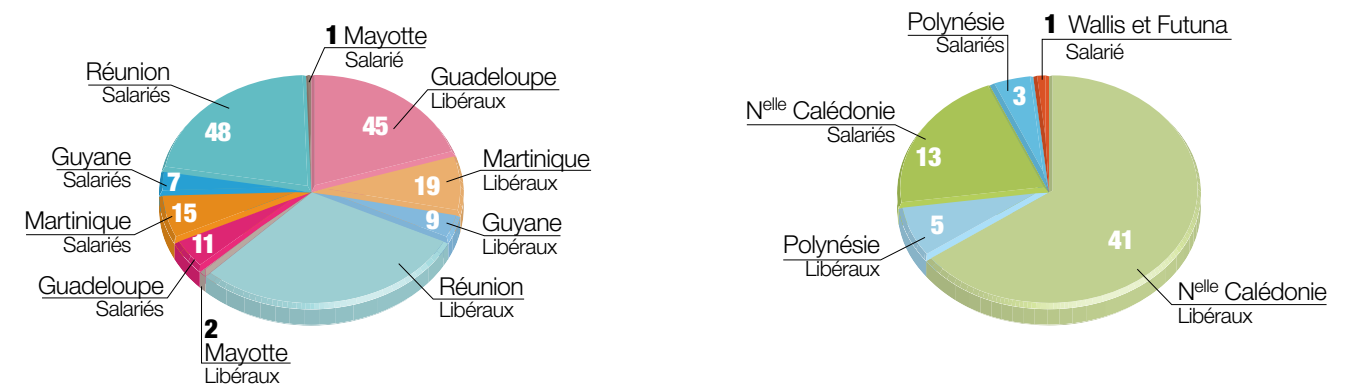 1 Mayotte
Salarié
Réunion
Salariés
48
Guadeloupe
Libéraux
45
Guyane
Salariés
7
Martinique
Libéraux
19
Martinique
Salariés
15
Guyane
Libéraux
9
Guadeloupe
Salariés
11
Réunion
Libéraux
2
Mayotte
Libéraux
Polynésie
Salariés
3
1 Wallis et Futuna
Salarié
Nelle Calédonie
Salariés
13
Polynésie
Libéraux
5
41
Nelle Calédonie
Libéraux